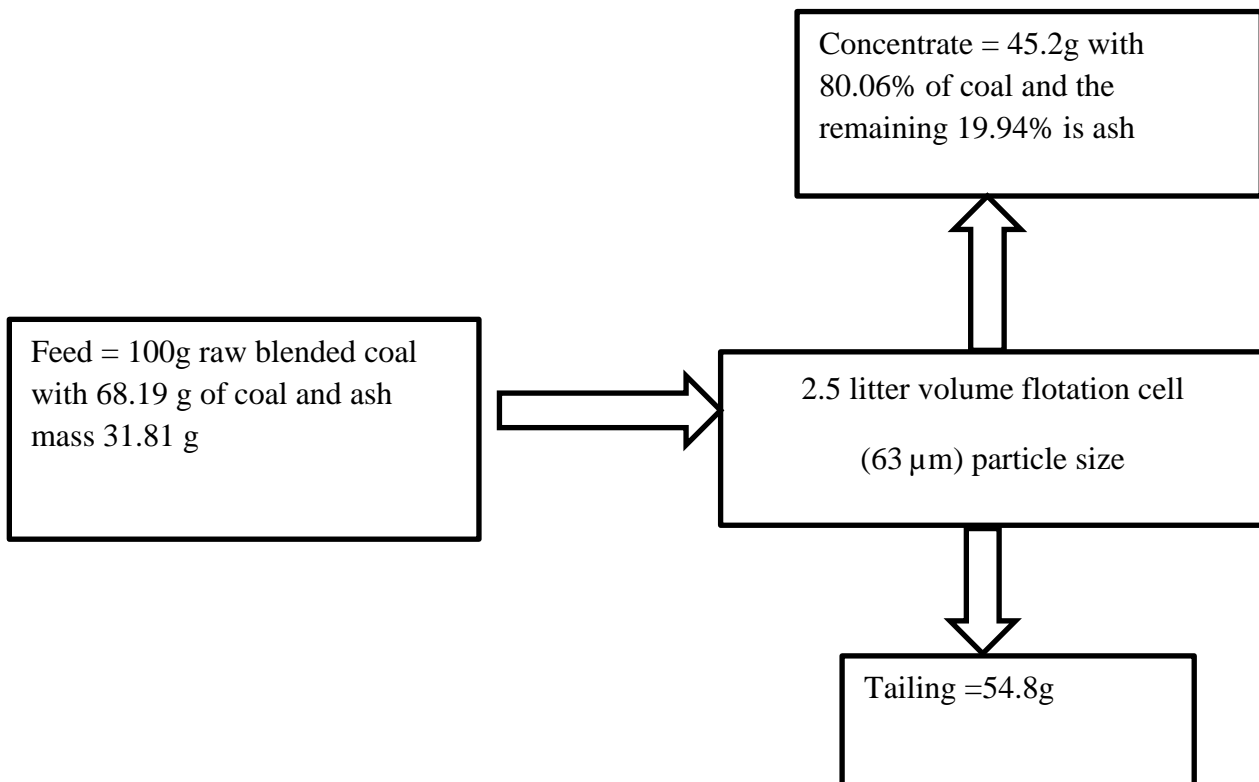 Concentrate = 45.2g with
80.06% of coal and the
remaining 19.94% is ash
Feed = 100g raw blended coal
with 68.19 g of coal and ash
mass 31.81 g
2.5 litter volume flotation cell
(63 µm) particle size
Tailing =54.8g